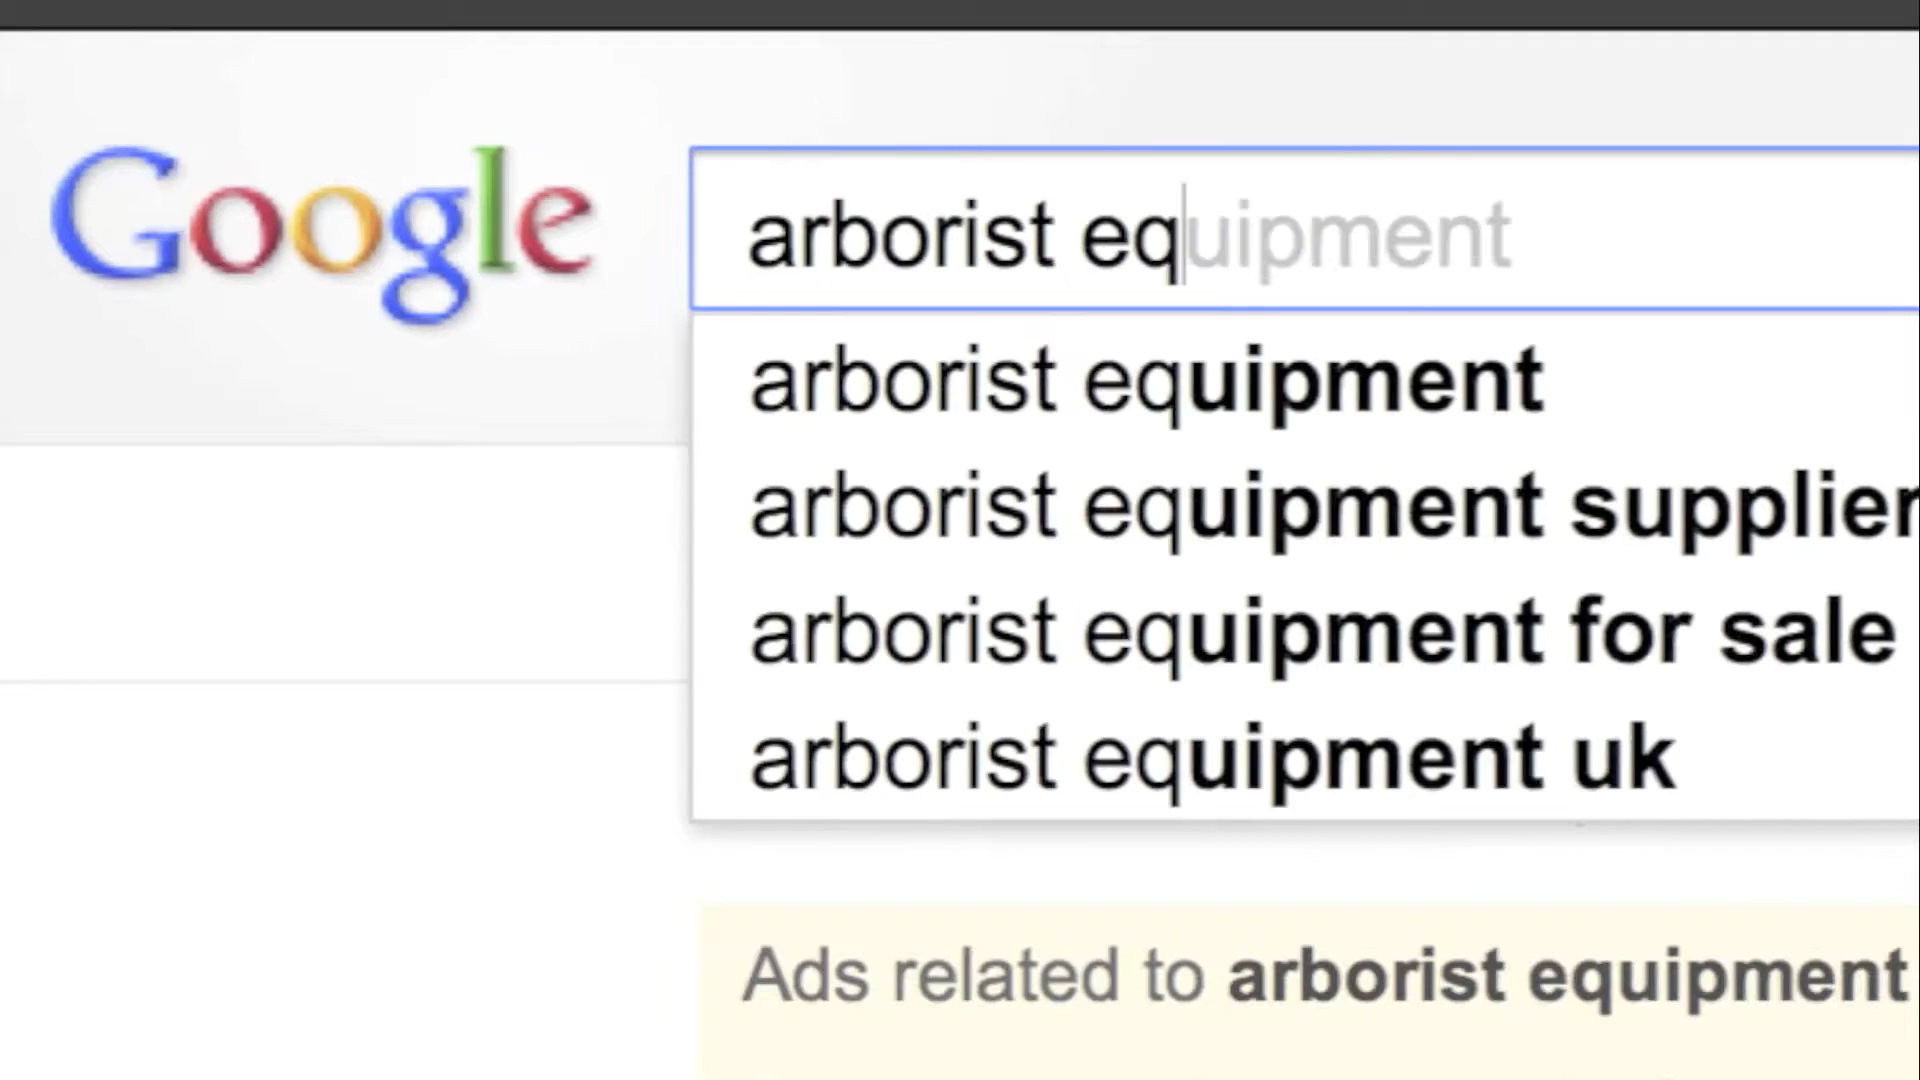 Google
arborist equipment
arborist equipment
arborist equipment supplier
arborist equipment for sale
arborist equipment uk
Ads related to arborist equipment